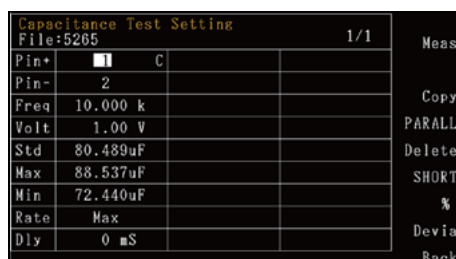 Capacitance Test Setting
File:5265 1/1
Pin+ 1 C
Pin- 2
Freq 10.000 k
Volt 1.00 V
Std 80.489uF
Max 88.537uF
Min 72.440uF
Rate Max
Dly 0 mS
Meas
Copy
PARALL
Delete
SHORT
%
Devia
Back